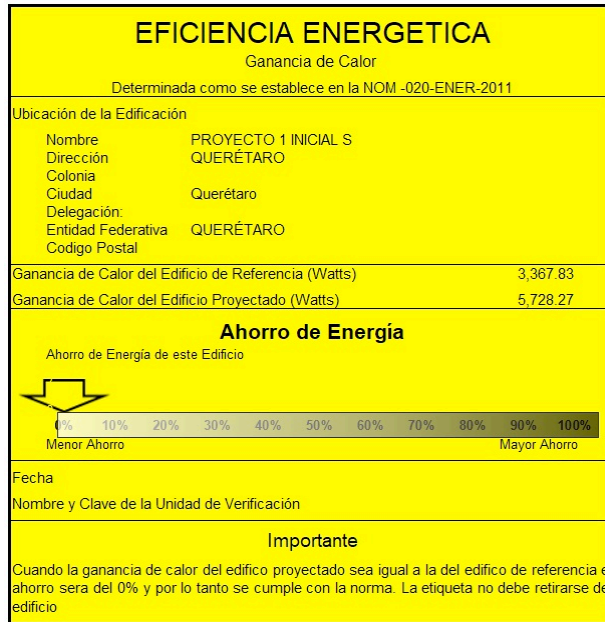 EFICIENCIA ENERGETICA
Ganancia de Calor
Determinada como se establece en la NOM -020-ENER-2011
Ubicación de la Edificación
Nombre PROYECTO 1 INICIAL S
Dirección QUERÉTARO
Colonia
Ciudad Querétaro
Delegación:
Entidad Federativa QUERÉTARO
Codigo Postal
Ganancia de Calor del Edificio de Referencia (Watts) 3,367.83
Ganancia de Calor del Edificio Proyectado (Watts) 5,728.27
Ahorro de Energía
Ahorro de Energía de este Edificio
0% 10% 20% 30% 40% 50% 60% 70% 80% 90% 100%
Menor Ahorro Mayor Ahorro
Fecha
Nombre y Clave de la Unidad de Verificación
Importante
Cuando la ganancia de calor del edifico proyectado sea igual a la del edifico de referencia e
ahorro sera del 0% y por lo tanto se cumple con la norma. La etiqueta no debe retirarse de
edificio